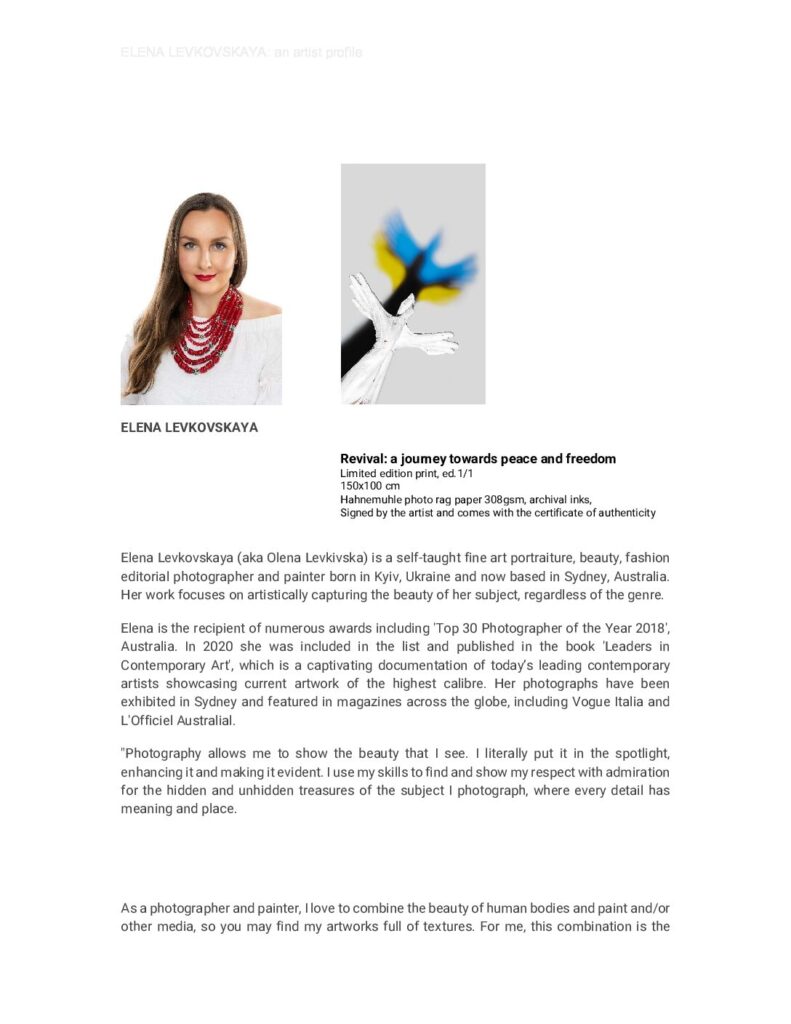 ELENA LEVKOVSKAYA: an artist profile
ELENA LEVKOVSKAYA
Revival: a journey towards peace and freedom
Limited edition print, ed.1/1
150x100 cm
Hahnemuhle photo rag paper 308gsm, archival inks,
Signed by the artist and comes with the certificate of authenticity
Elena Levkovskaya (aka Olena Levkivska) is a self-taught fine art portraiture, beauty, fashion
editorial photographer and painter born in Kyiv, Ukraine and now based in Sydney, Australia.
Her work focuses on artistically capturing the beauty of her subject, regardless of the genre.
Elena is the recipient of numerous awards including 'Top 30 Photographer of the Year 2018',
Australia. In 2020 she was included in the list and published in the book 'Leaders in
Contemporary Art', which is a captivating documentation of today’s leading contemporary
artists showcasing current artwork of the highest calibre. Her photographs have been
exhibited in Sydney and featured in magazines across the globe, including Vogue Italia and
L'Officiel Australial.
"Photography allows me to show the beauty that I see. I literally put it in the spotlight,
enhancing it and making it evident. I use my skills to find and show my respect with admiration
for the hidden and unhidden treasures of the subject I photograph, where every detail has
meaning and place.
As a photographer and painter, I love to combine the beauty of human bodies and paint and/or
other media, so you may find my artworks full of textures. For me, this combination is the